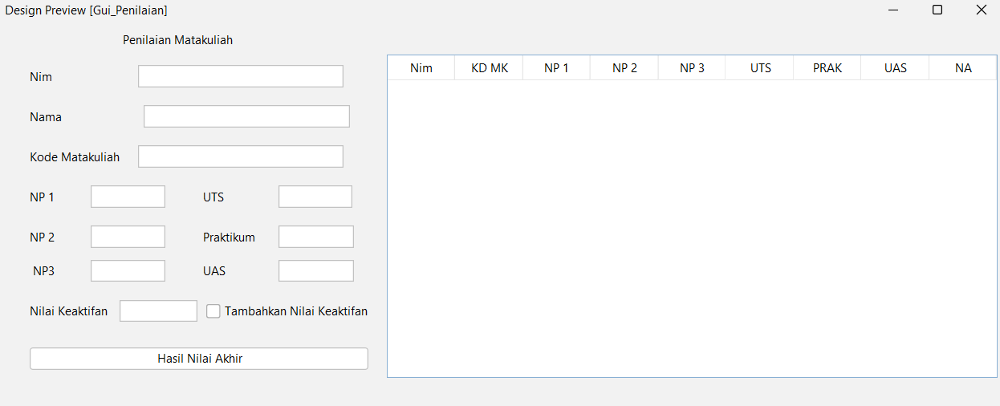 Design Preview [Gui_Penilaian]
Penilaian Matakuliah
Nim
Nama
Kode Matakuliah
NP 1 UTS
NP 2 Praktikum
NP3 UAS
Nilai Keaktifan Tambahkan Nilai Keaktifan
Hasil Nilai Akhir
Nim KD MK NP 1 NP 2 NP 3 UTS PRAK UAS NA